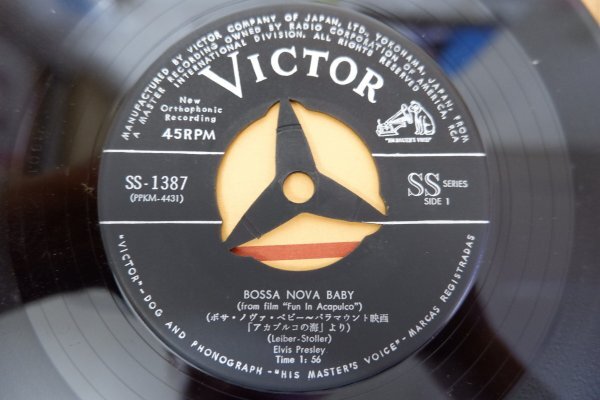 MANUFACTURED BY VICTOR COMPANY OF JAPAN, LTD., YOKOHAMA, JAPAN, FROM
MASTER RECORDING OWNED BY RADIO CORPORATION OF AMERICA, RCA
INTERNATIONAL DIVISION. ALL RIGHTS RESERVED
VICTOR
New
Orthophonic
Recording
45RPM
"HIS MASTER'S VOICE"
SS-1387
(PPKM-4431)
SS SERIES
SIDE 1
BOSSA NOVA BABY
(from film "Fun In Acapulco")
(ボサ・ノヴァ・ベビー~パラマウント映画
「アカプルコの海」より)
(Leiber-Stoller)
Elvis Presley
Time 1: 56
"VICTOR"-DOG AND PHONOGRAPH-"HIS MASTER'S VOICE"-MARCAS REGISTRADAS